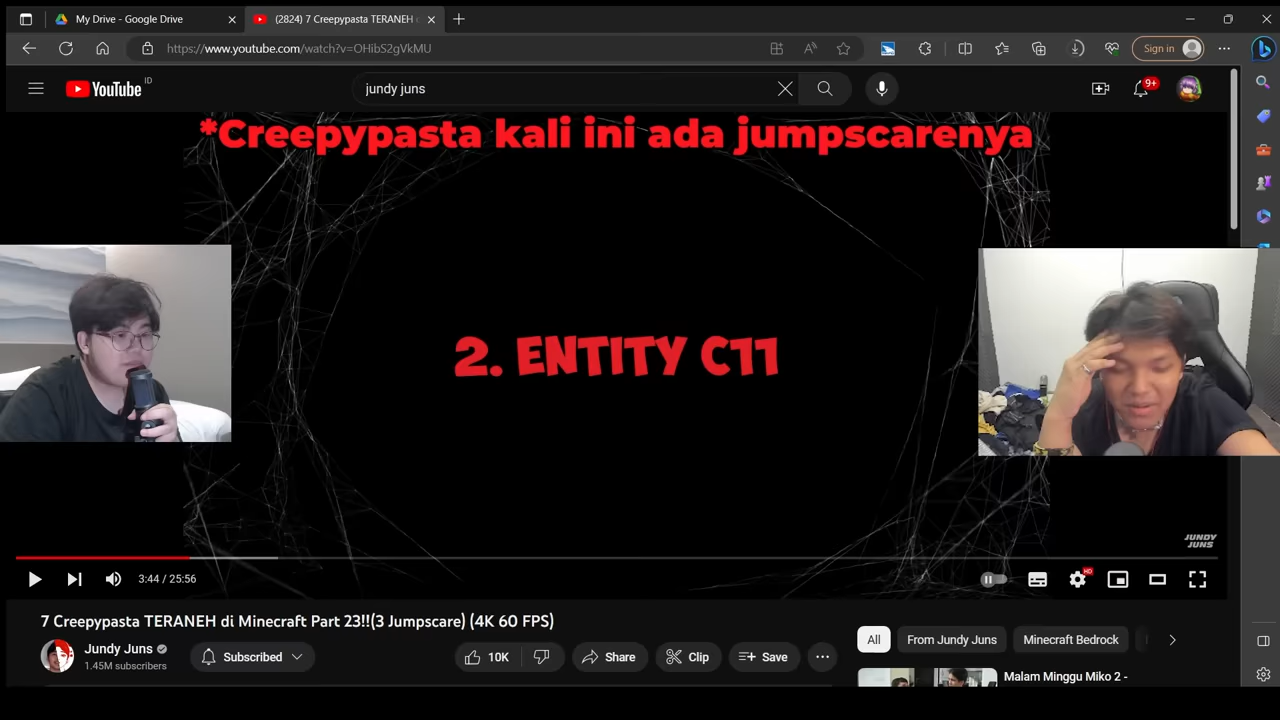 My Drive - Google Drive
(2824) 7 Creepypasta TERANEH
https://www.youtube.com/watch?v=OHibS2gVkMU
Sign in
YouTube ID
jundy juns
9+
*Creepypasta kali ini ada jumpscarenya
2. ENTITY C11
JUNDY
JUNS
3:44 / 25:56
HD
7 Creepypasta TERANEH di Minecraft Part 23!!(3 Jumpscare) (4K 60 FPS)
Jundy Juns
1.45M subscribers
Subscribed
10K
Share
Clip
Save
All
From Jundy Juns
Minecraft Bedrock
Malam Minggu Miko 2 -